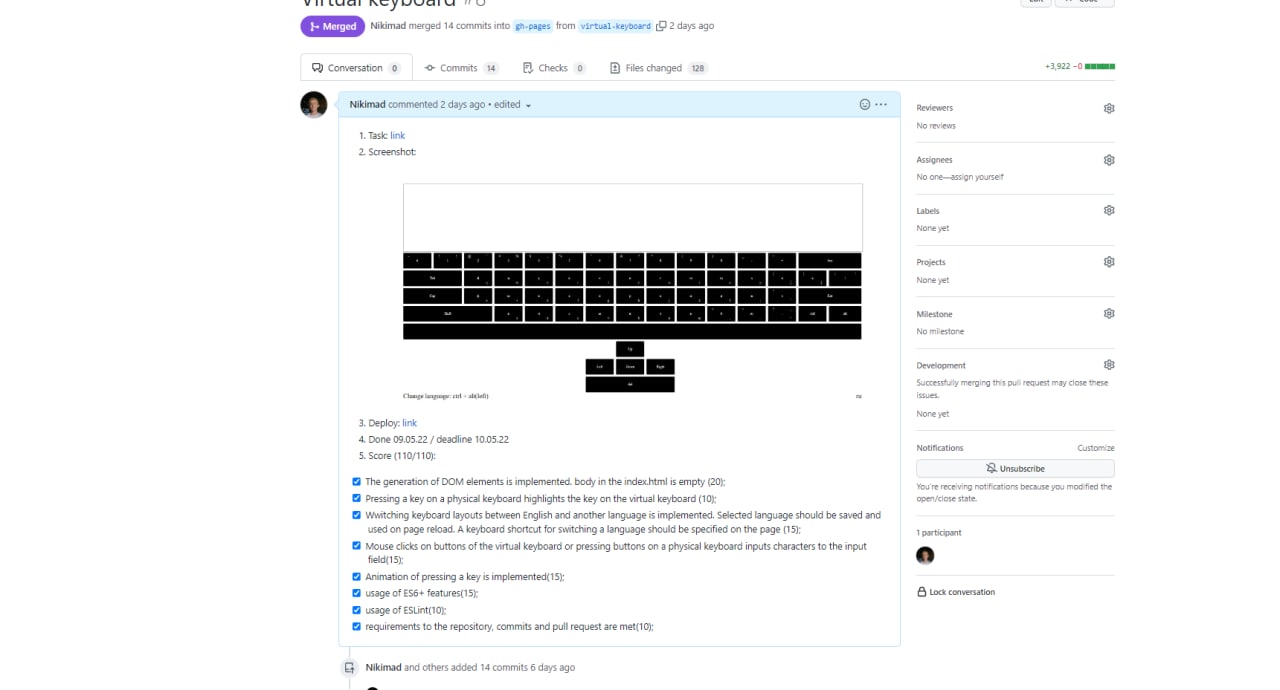 Virtual keyboard #6
Edit
Code
Merged Nikimad merged 14 commits into gh-pages from virtual-keyboard 2 days ago
Conversation 0 Commits 14 Checks 0 Files changed 128 +3,922 −0
Nikimad commented 2 days ago • edited
1. Task: link
2. Screenshot:
Up
Left Down Right
Change language: ctrl + alt(left) ru
3. Deploy: link
4. Done 09.05.22 / deadline 10.05.22
5. Score (110/110):
The generation of DOM elements is implemented. body in the index.html is empty (20);
Pressing a key on a physical keyboard highlights the key on the virtual keyboard (10);
Wwitching keyboard layouts between English and another language is implemented. Selected language should be saved and
used on page reload. A keyboard shortcut for switching a language should be specified on the page (15);
Mouse clicks on buttons of the virtual keyboard or pressing buttons on a physical keyboard inputs characters to the input
field(15);
Animation of pressing a key is implemented(15);
usage of ES6+ features(15);
usage of ESLint(10);
requirements to the repository, commits and pull request are met(10);
Nikimad and others added 14 commits 6 days ago
Reviewers
No reviews
Assignees
No one—assign yourself
Labels
None yet
Projects
None yet
Milestone
No milestone
Development
Successfully merging this pull request may close these
issues.
None yet
Notifications Customize
Unsubscribe
You're receiving notifications because you modified the
open/close state.
1 participant
Lock conversation